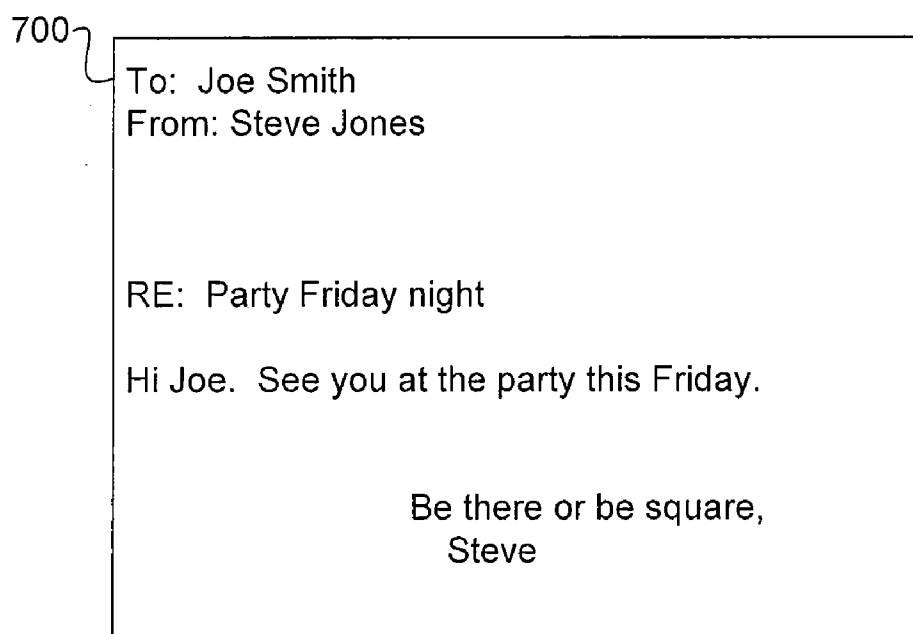 700
To: Joe Smith
From: Steve Jones
RE: Party Friday night
Hi Joe. See you at the party this Friday.
Be there or be square,
Steve